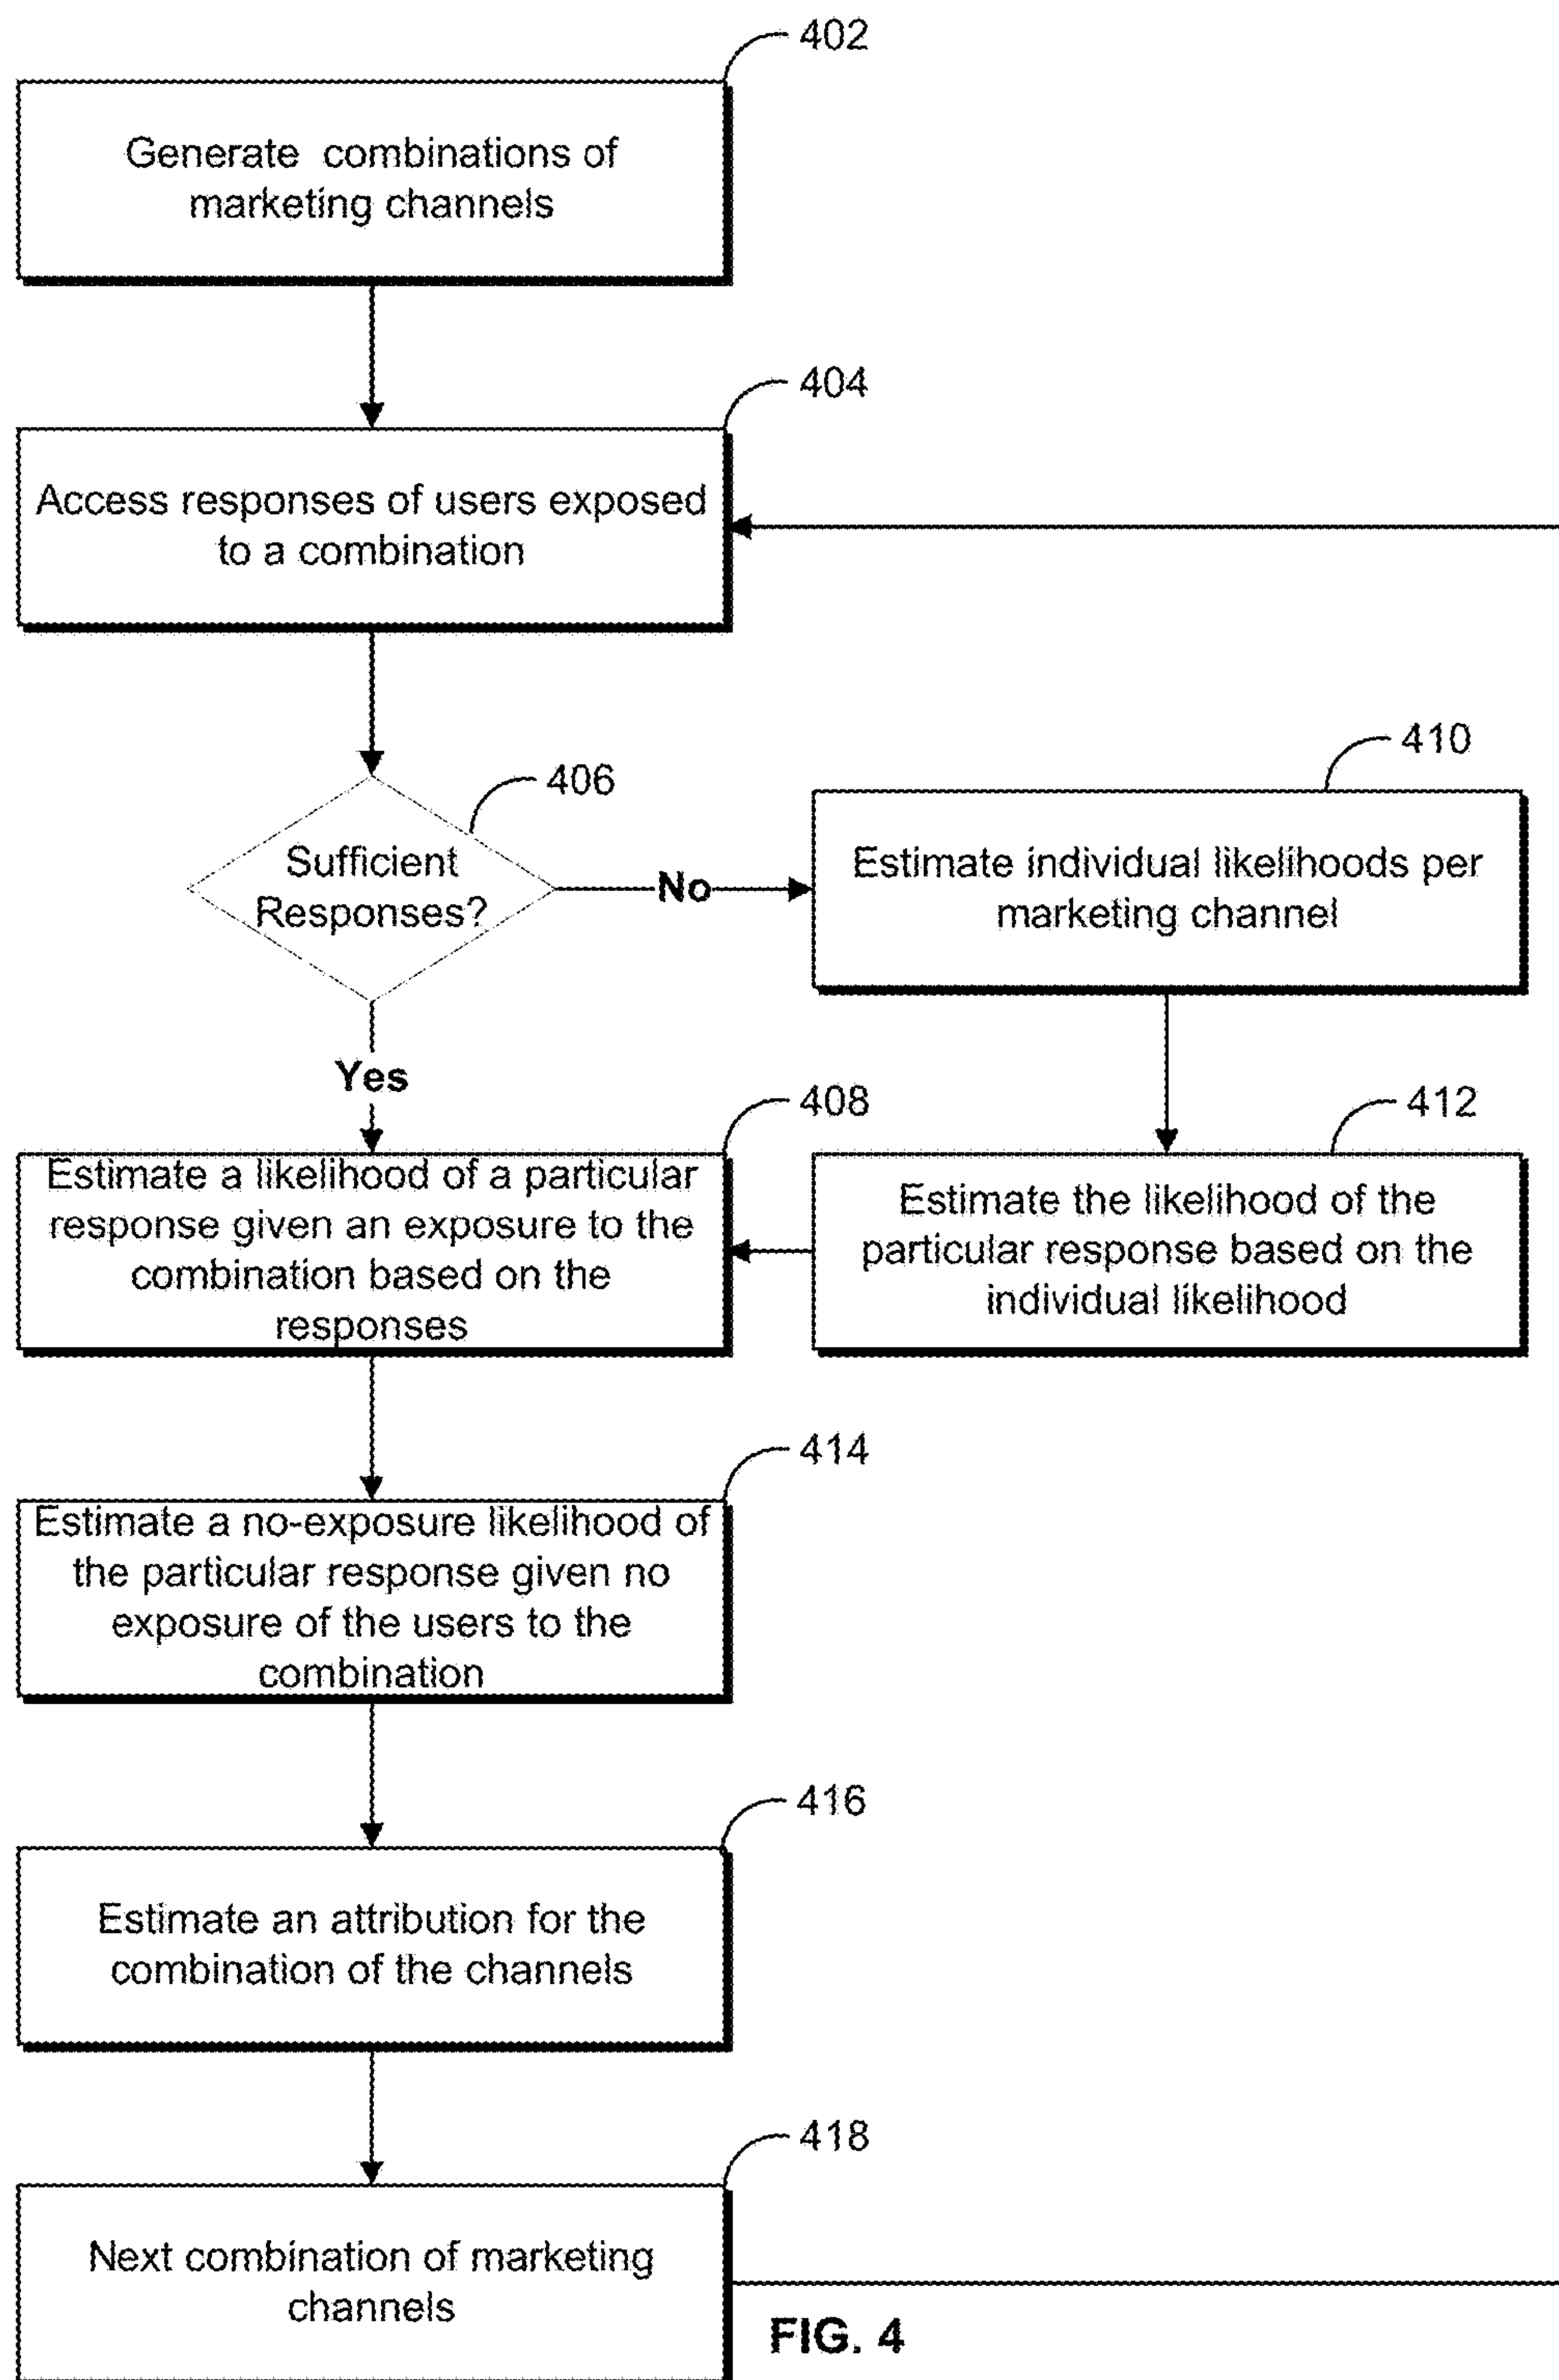 402
Generate combinations of
marketing channels
404
Access responses of users exposed
to a combination
406
Sufficient
Responses?
No
410
Estimate individual likelihoods per
marketing channel
Yes
408
Estimate a likelihood of a particular
response given an exposure to the
combination based on the
responses
412
Estimate the likelihood of the
particular response based on the
individual likelihood
414
Estimate a no-exposure likelihood of
the particular response given no
exposure of the users to the
combination
416
Estimate an attribution for the
combination of the channels
418
Next combination of marketing
channels
FIG. 4